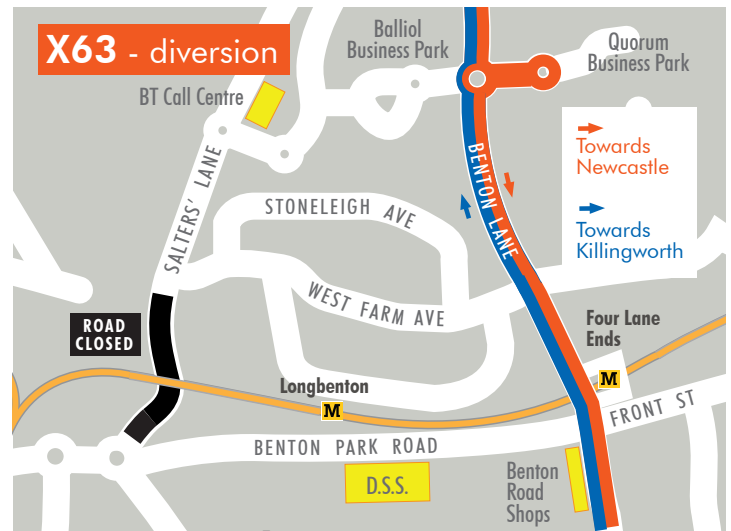 X63 - diversion
Balliol
Business Park
Quorum
Business Park
BT Call Centre
Towards
Newcastle
Towards
Killingworth
BENTON LANE
SALTERS' LANE
STONELEIGH AVE
WEST FARM AVE
ROAD
CLOSED
Four Lane
Ends
M
Longbenton
M
FRONT ST
BENTON PARK ROAD
D.S.S.
Benton
Road
Shops